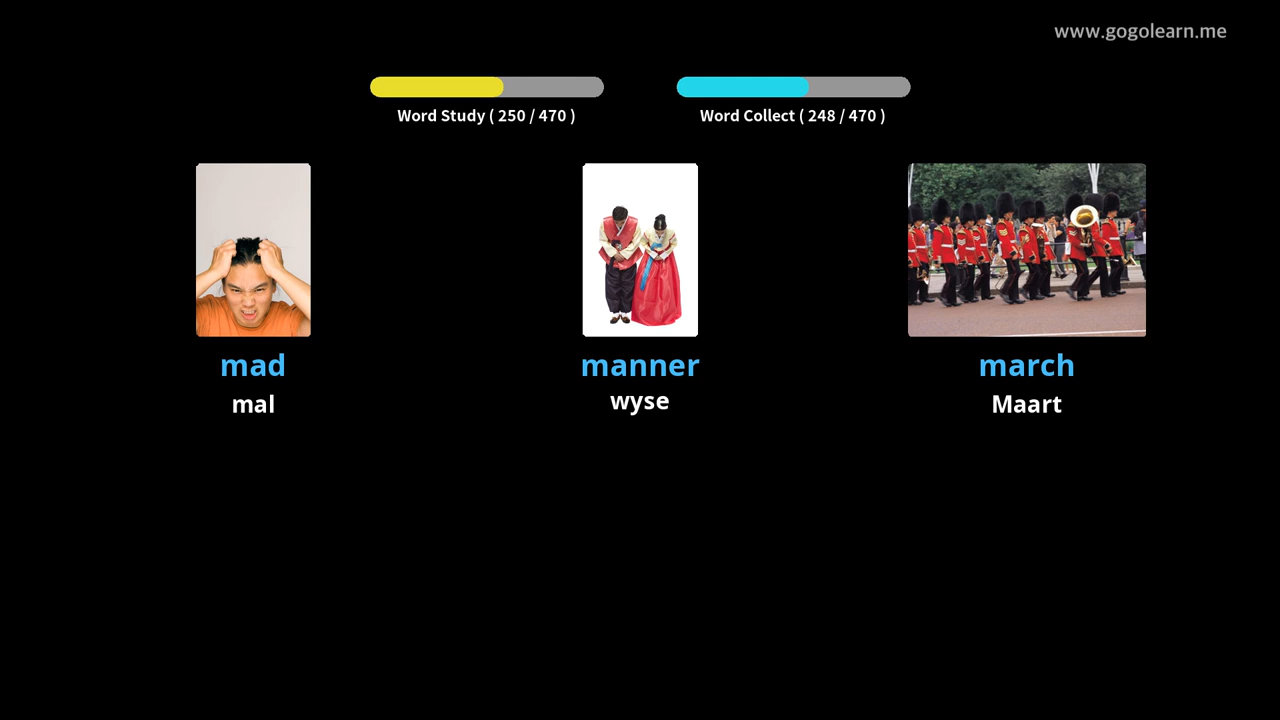 www.gogolearn.me
Word Study ( 250 / 470 )
Word Collect ( 248 / 470 )
mad
manner
march
mal
wyse
Maart